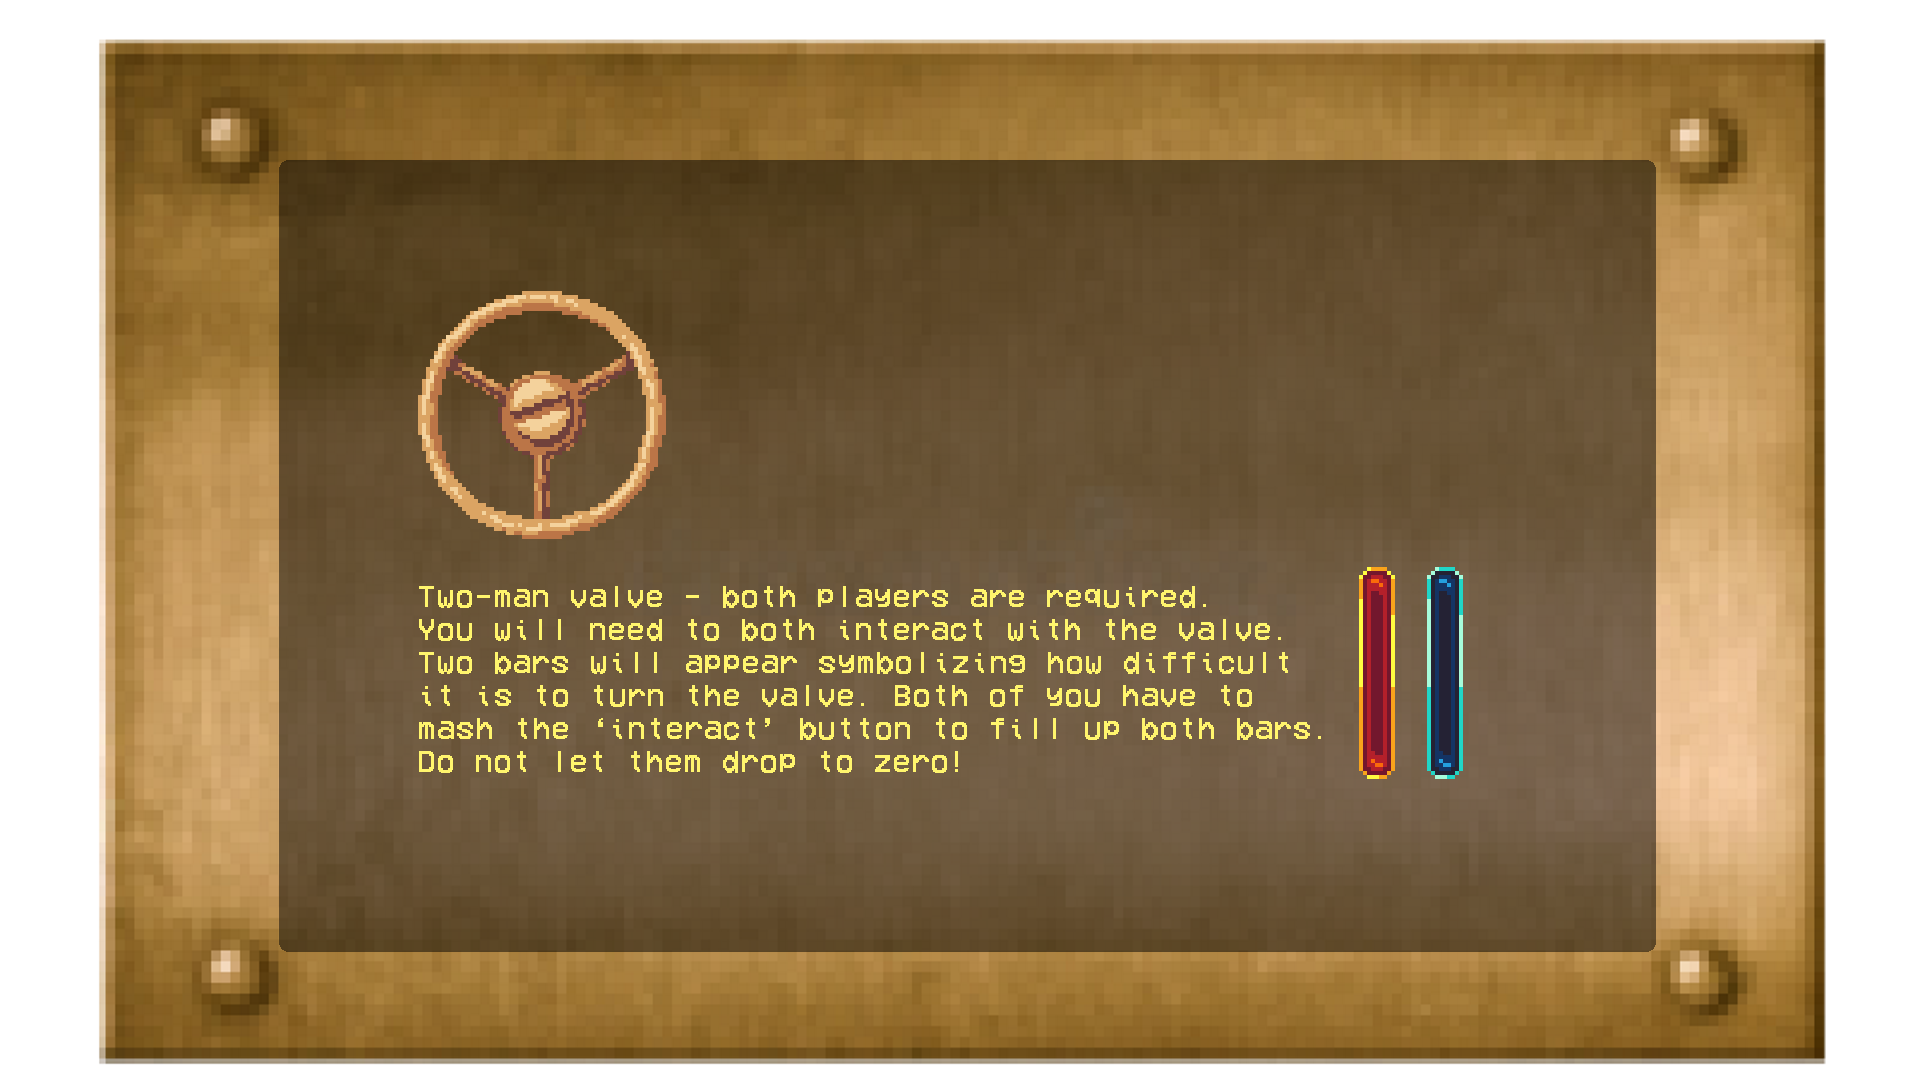 Two-man valve - both players are required.
You will need to both interact with the valve.
Two bars will appear symbolizing how difficult
it is to turn the valve. Both of you have to
mash the ‘interact’ button to fill up both bars.
Do not let them drop to zero!